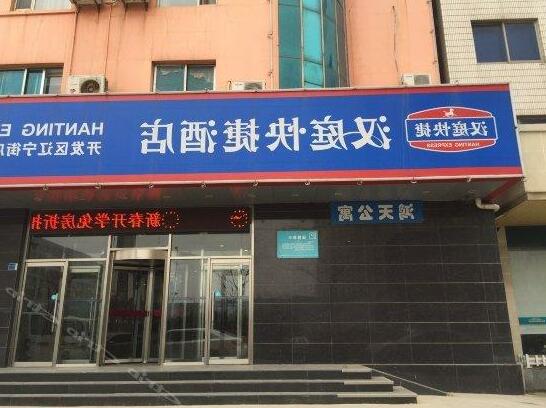 汉庭快捷
HANTING EXPRESS
汉庭快捷酒店
HANTING E
开发区辽宁街店
鸿天公寓
新春开学免房折扣